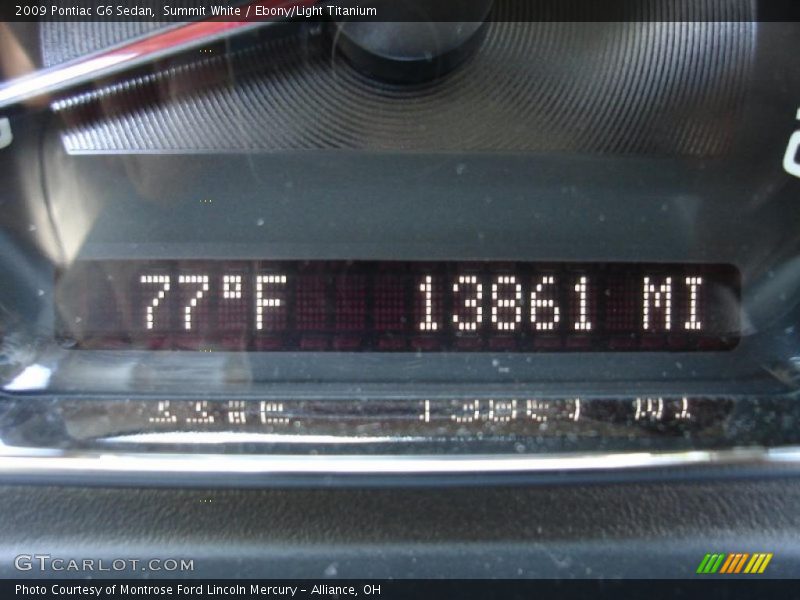 2009 Pontiac G6 Sedan, Summit White / Ebony/Light Titanium
77°F 13861 MI
GTCARLOT.COM
Photo Courtesy of Montrose Ford Lincoln Mercury - Alliance, OH